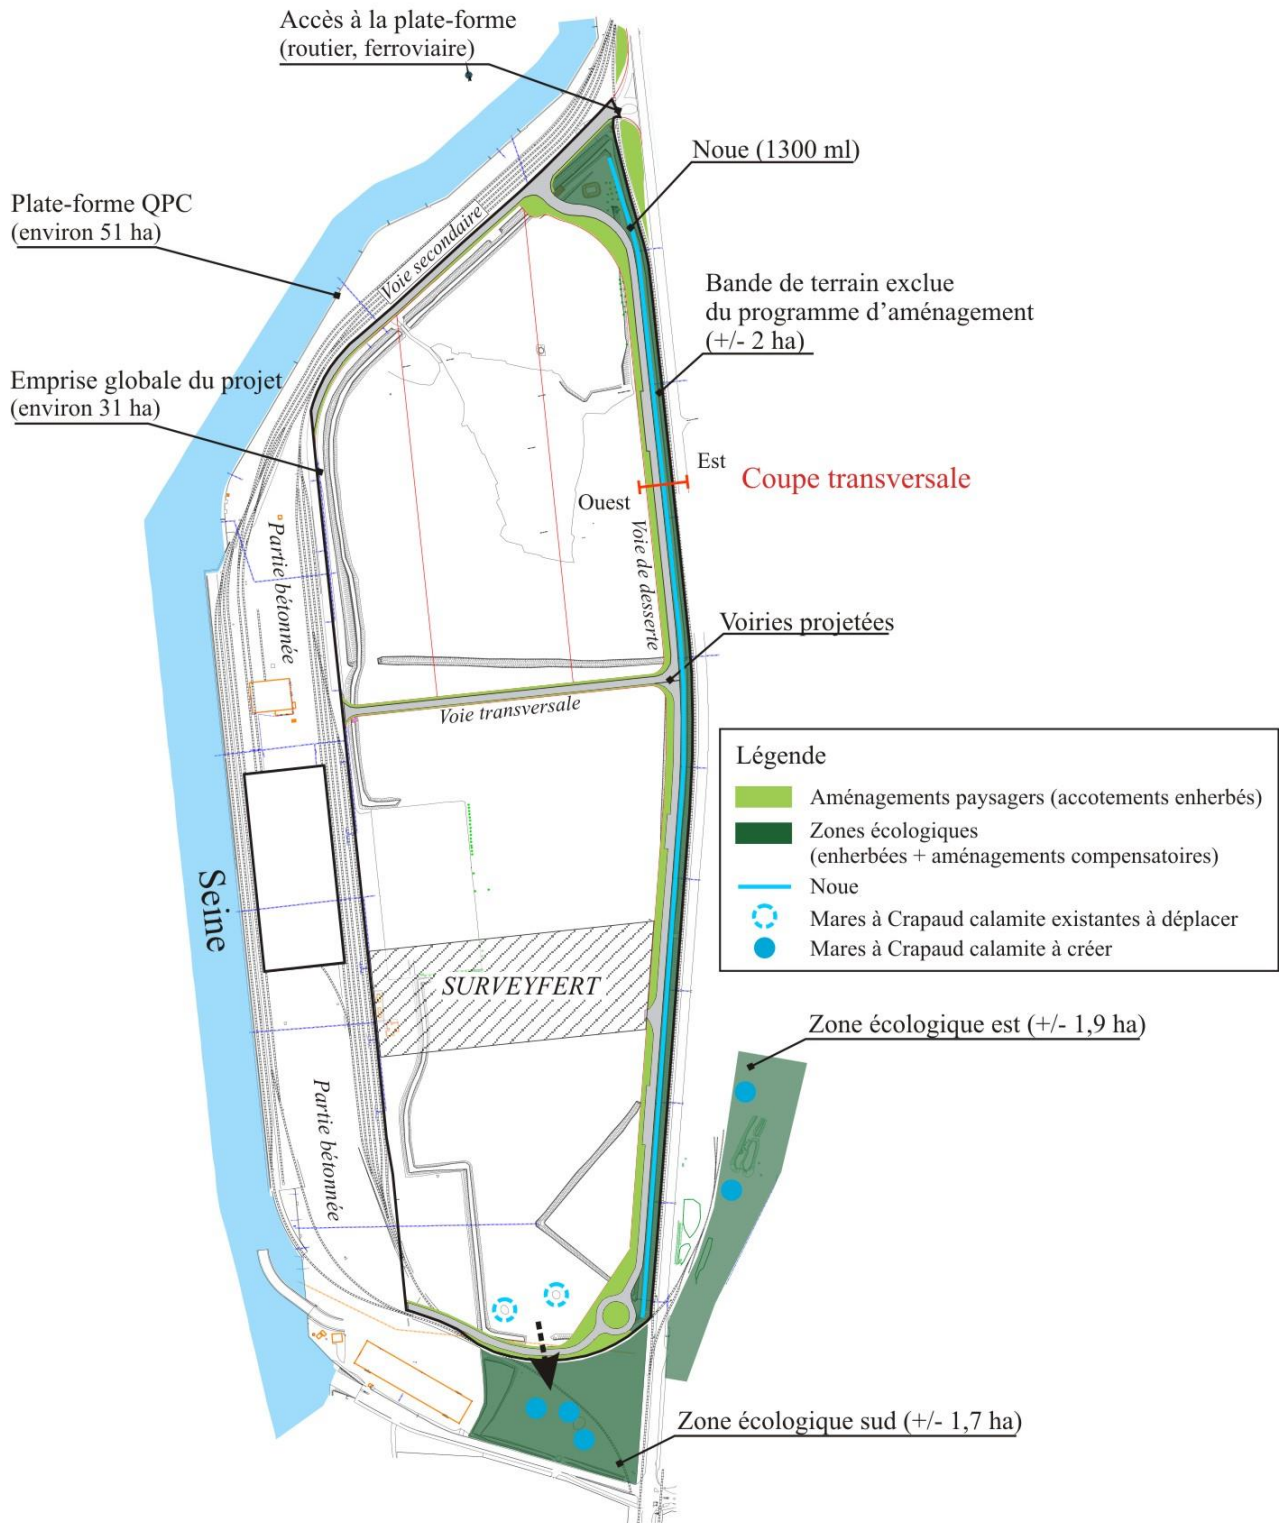 Accès à la plate-forme
(routier, ferroviaire)
Noue (1300 ml)
Plate-forme QPC
(environ 51 ha)
Voie secondaire
Bande de terrain exclue
du programme d'aménagement
(+/- 2 ha)
Emprise globale du projet
(environ 31 ha)
Est
Coupe transversale
Ouest
Partie bétonnée
Voie de desserte
Voiries projetées
Voie transversale
Légende
Aménagements paysagers (accotements enherbés)
Zones écologiques
(enherbées + aménagements compensatoires)
Noue
Mares à Crapaud calamite existantes à déplacer
Mares à Crapaud calamite à créer
Seine
SURVEYFERT
Zone écologique est (+/- 1,9 ha)
Partie bétonnée
Zone écologique sud (+/- 1,7 ha)